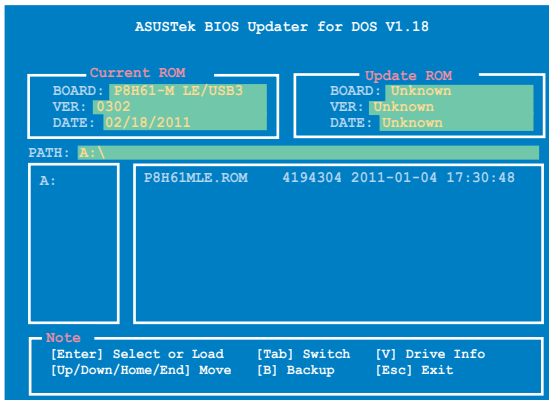 ASUSTek BIOS Updater for DOS V1.18
Current ROM
BOARD: P8H61-M LE/USB3
VER: 0302
DATE: 02/18/2011
Update ROM
BOARD: Unknown
VER: Unknown
DATE: Unknown
PATH: A:\
A:
P8H61MLE.ROM 4194304 2011-01-04 17:30:48
Note
[Enter] Select or Load [Tab] Switch [V] Drive Info
[Up/Down/Home/End] Move [B] Backup [Esc] Exit